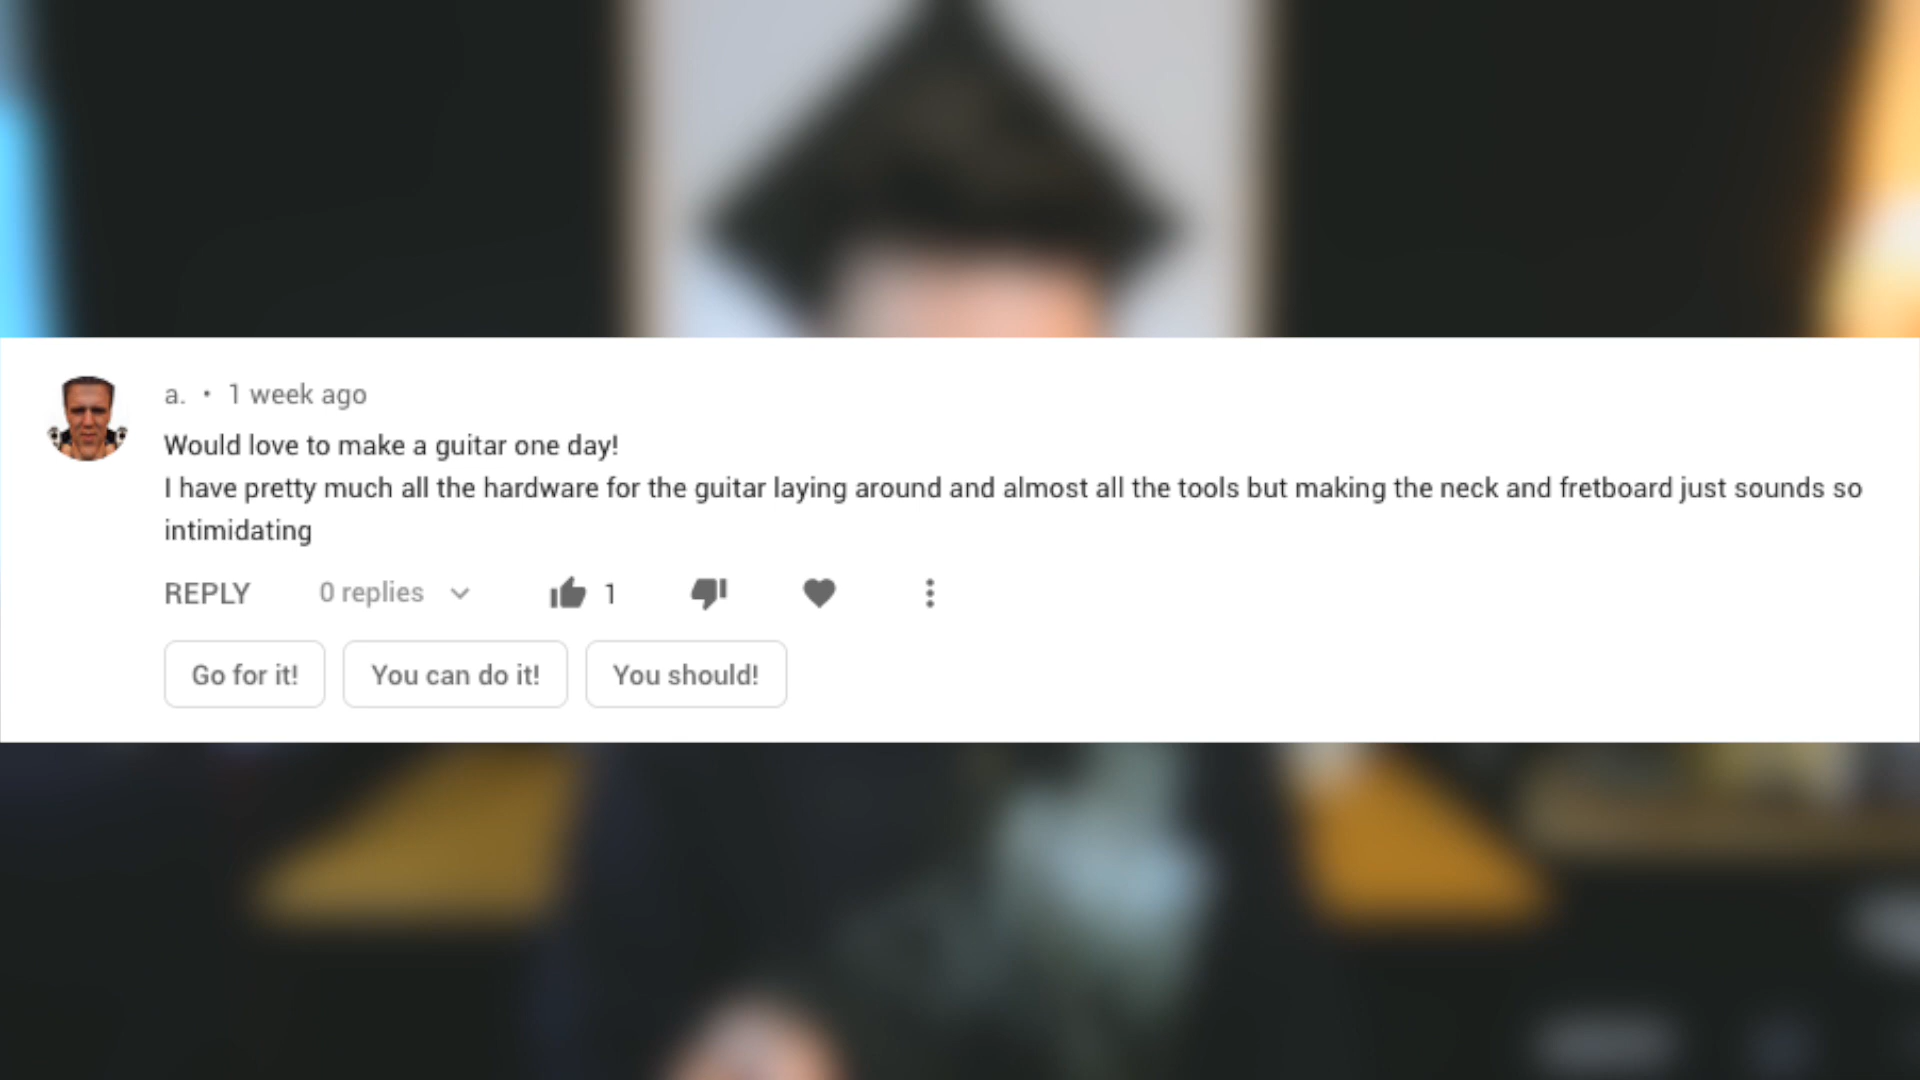 a. • 1 week ago
Would love to make a guitar one day!
I have pretty much all the hardware for the guitar laying around and almost all the tools but making the neck and fretboard just sounds so
intimidating
REPLY 0 replies 1
Go for it! You can do it! You should!